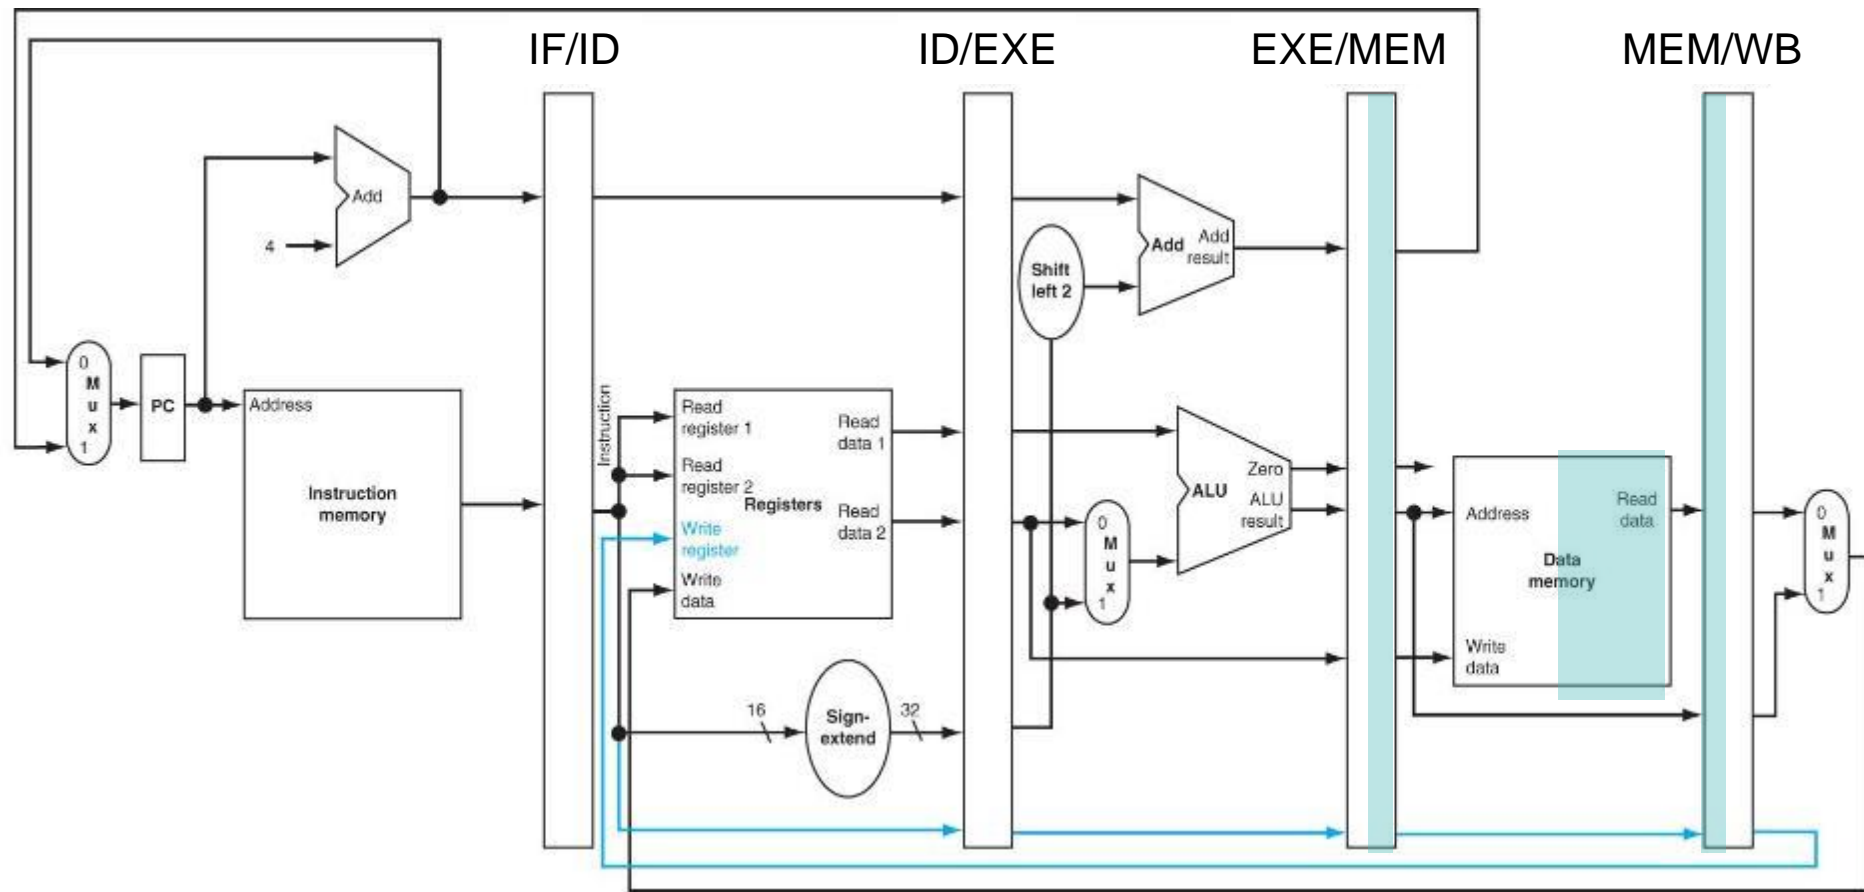 IF/ID
ID/EXE
EXE/MEM
MEM/WB
Add
4
Add
Add
result
Shift
left 2
0
M
u
x
1
PC
Address
Instruction
memory
Instruction
Read
register 1
Read
register 2
Write
register
Write
data
Registers
Read
data 1
Read
data 2
16
Sign-
extend
32
0
M
u
x
1
Zero
ALU
ALU
result
Address
Read
data
Data
memory
Write
data
0
M
u
x
1